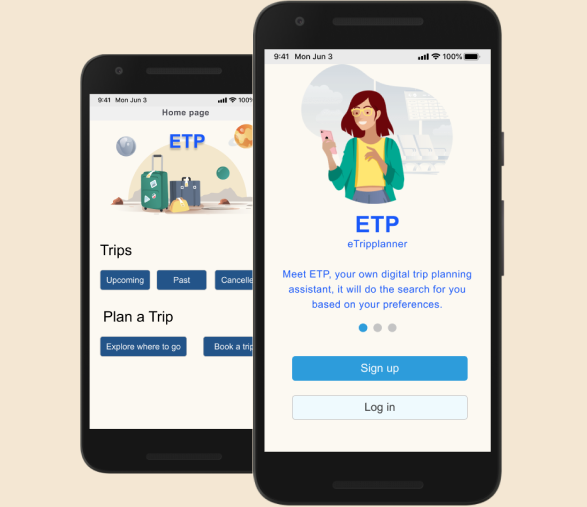 9:41 Mon Jun 3
100%
Home page
ETP
Trips
Upcoming
Past
Plan a Trip
Explore where to go
Book a trip
9:41 Mon Jun 3
100%
ETP
eTripplanner
Meet ETP, your own digital trip planning
assistant, it will do the search for you
based on your preferences.
Sign up
Log in